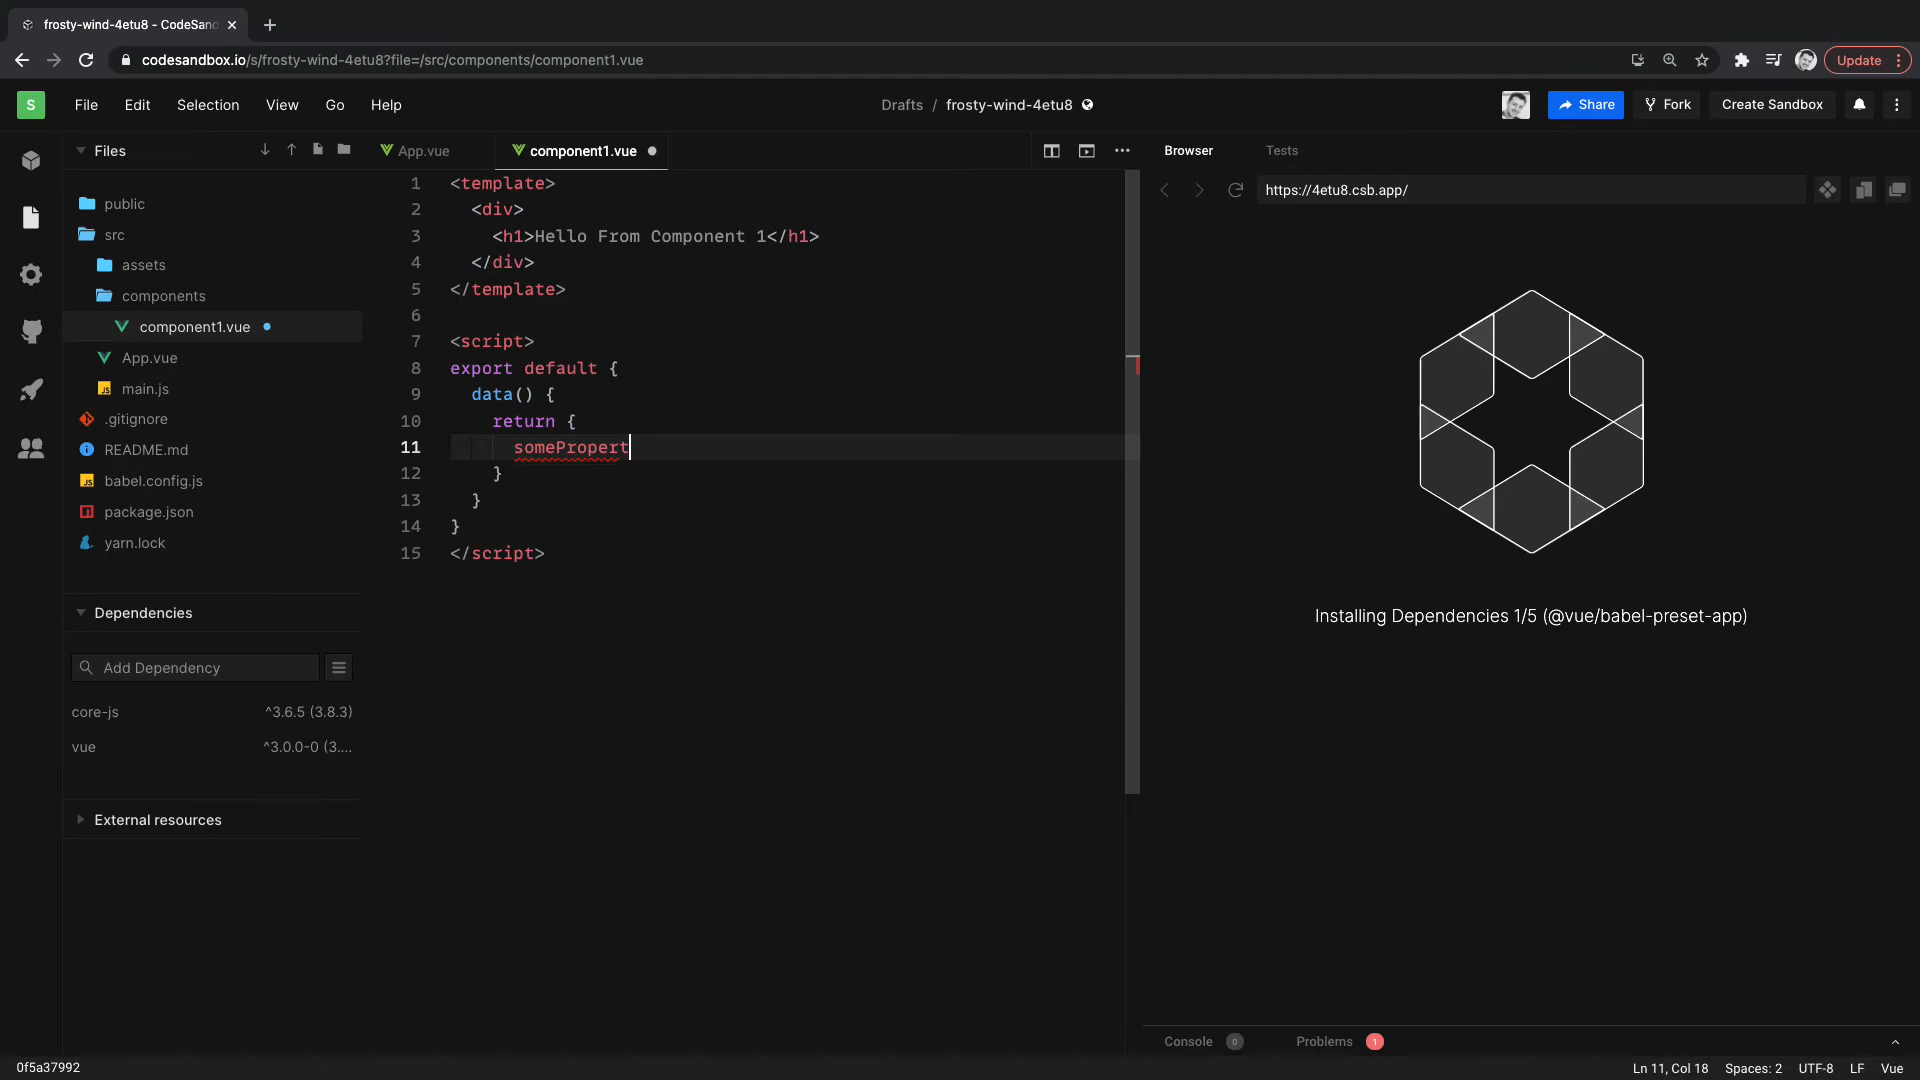 frosty-wind-4etu8 - CodeSand
codesandbox.io/s/frosty-wind-4etu8?file=/src/components/component1.vue
Update
S File Edit Selection View Go Help
Drafts / frosty-wind-4etu8
Share Fork Create Sandbox
Files
public
src
assets
components
component1.vue
App.vue
JS main.js
.gitignore
README.md
JS babel.config.js
package.json
yarn.lock
Dependencies
Add Dependency
core-js ^3.6.5 (3.8.3)
vue ^3.0.0-0 (3....
External resources
App.vue component1.vue
1 <template>
2 <div>
3 <h1>Hello From Component 1</h1>
4 </div>
5 </template>
6
7 <script>
8 export default {
9 data() {
10 return {
11 somePropert
12 }
13 }
14 }
15 </script>
Browser Tests
https://4etu8.csb.app/
Installing Dependencies 1/5 (@vue/babel-preset-app)
Console 0 Problems 1
0f5a37992
Ln 11, Col 18 Spaces: 2 UTF-8 LF Vue